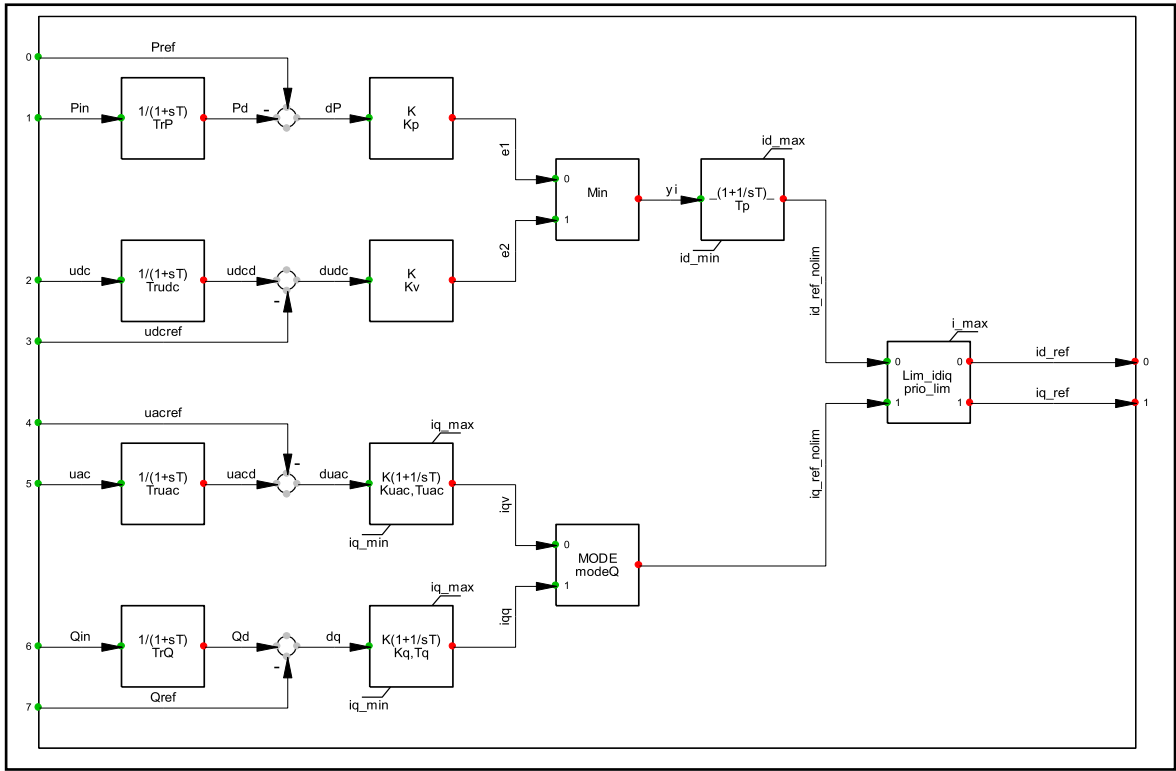 0
Pref
1
Pin
1/(1+sT)
TrP
Pd
-
dP
K
Kp
e1
2
udc
1/(1+sT)
Trudc
udcd
-
dudc
K
Kv
e2
3
udcref
0
Min
1
yi
id_max
_(1+1/sT)_
Tp
id_min
id_ref_nolim
4
uacref
5
uac
1/(1+sT)
Truac
uacd
-
duac
iq_max
K(1+1/sT)
Kuac,Tuac
iq_min
iqv
6
Qin
1/(1+sT)
TrQ
Qd
-
dq
iq_max
K(1+1/sT)
Kq,Tq
iq_min
iqq
7
Qref
0
MODE
modeQ
1
iq_ref_nolim
i_max
0
Lim_idiq
prio_lim
1
0
1
id_ref
0
iq_ref
1